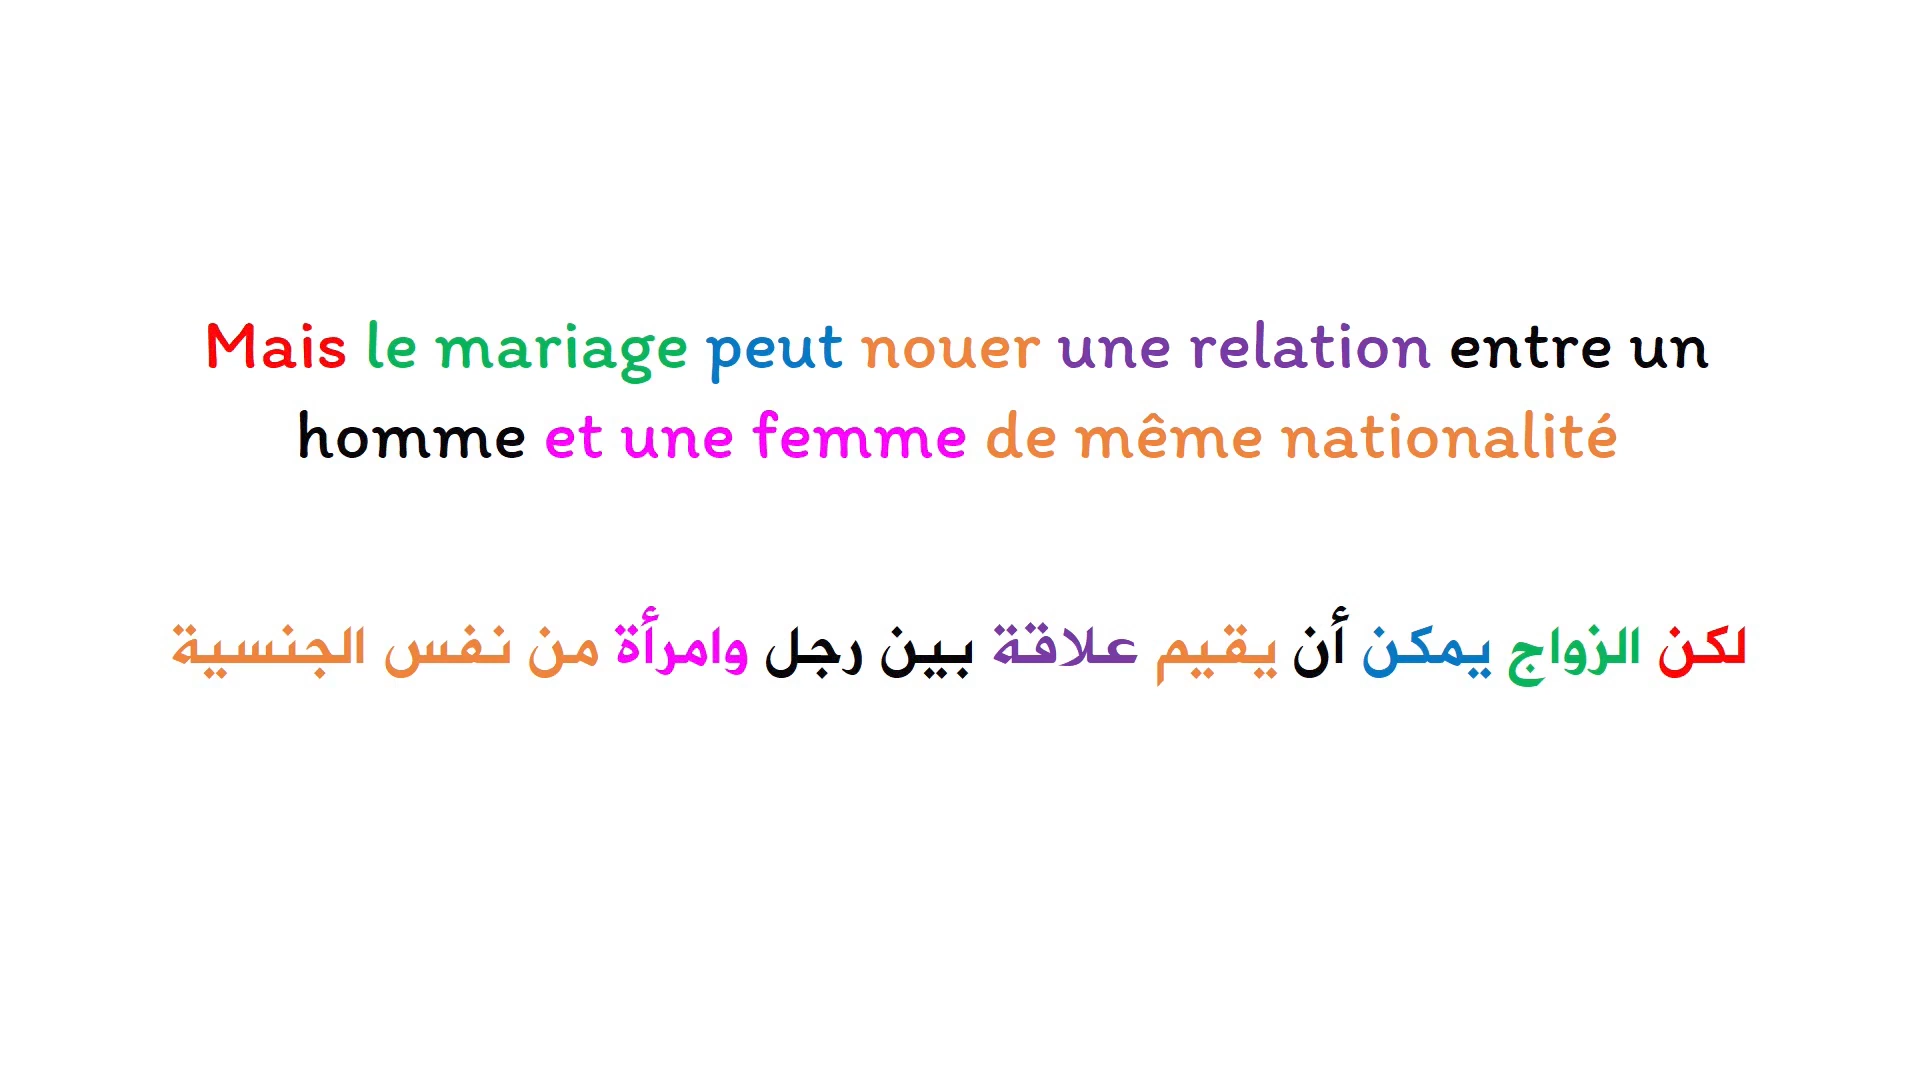 Mais le mariage peut nouer une relation entre un
homme et une femme de même nationalité
لكن الزواج يمكن أن يقيم علاقة بين رجل وامرأة من نفس الجنسية